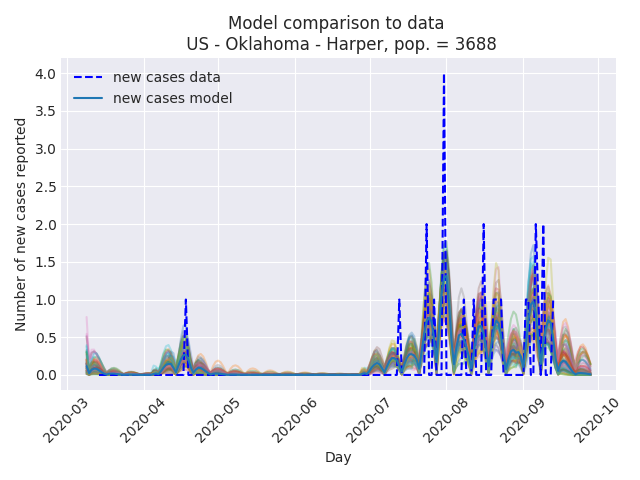 Model comparison to data
US - Oklahoma - Harper, pop. = 3688
new cases data
new cases model
Number of new cases reported
4.0
3.5
3.0
2.5
2.0
1.5
1.0
0.5
0.0
2020-03
2020-04
2020-05
2020-06
2020-07
2020-08
2020-09
2020-10
Day